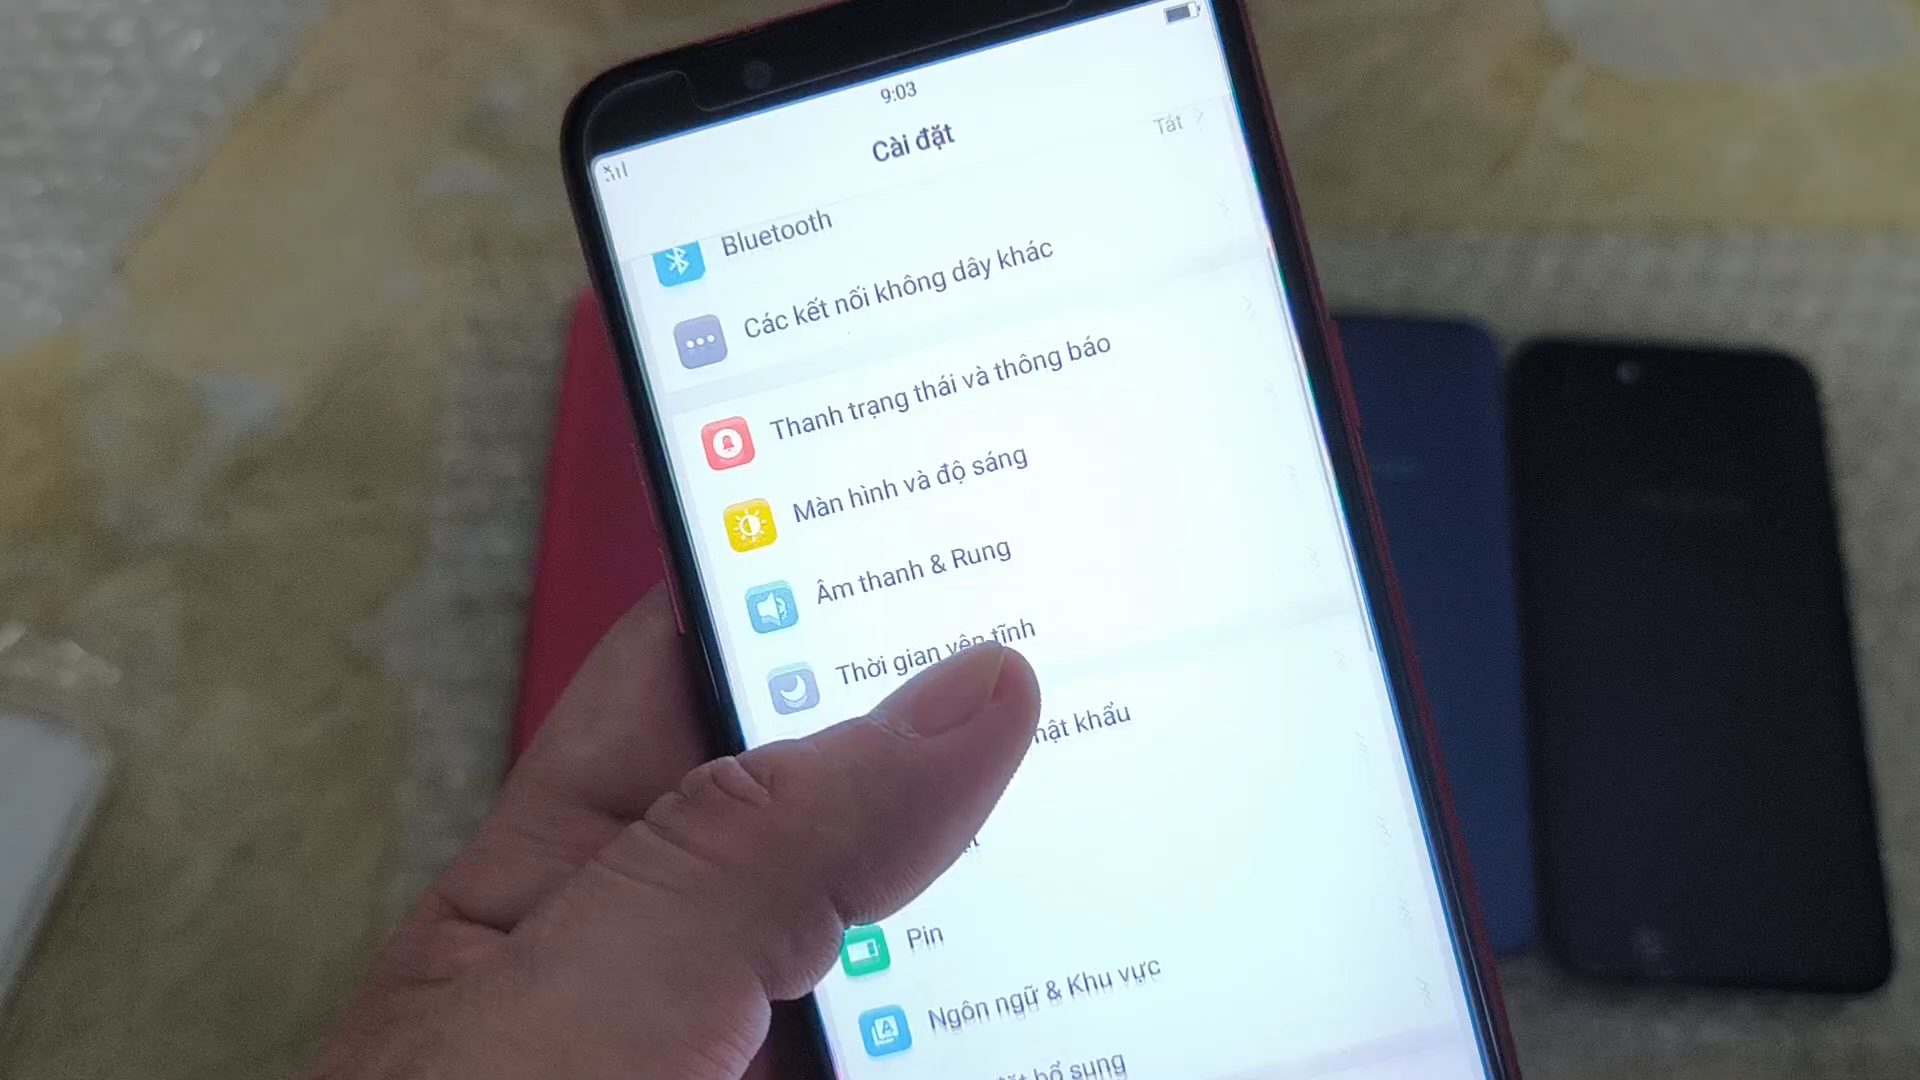 9:03
Cài đặt
Tắt
Bluetooth
Các kết nối không dây khác
Thanh trạng thái và thông báo
Màn hình và độ sáng
Âm thanh & Rung
Thời gian yên tĩnh
mật khẩu
Pin
Ngôn ngữ & Khu vực
bổ sung